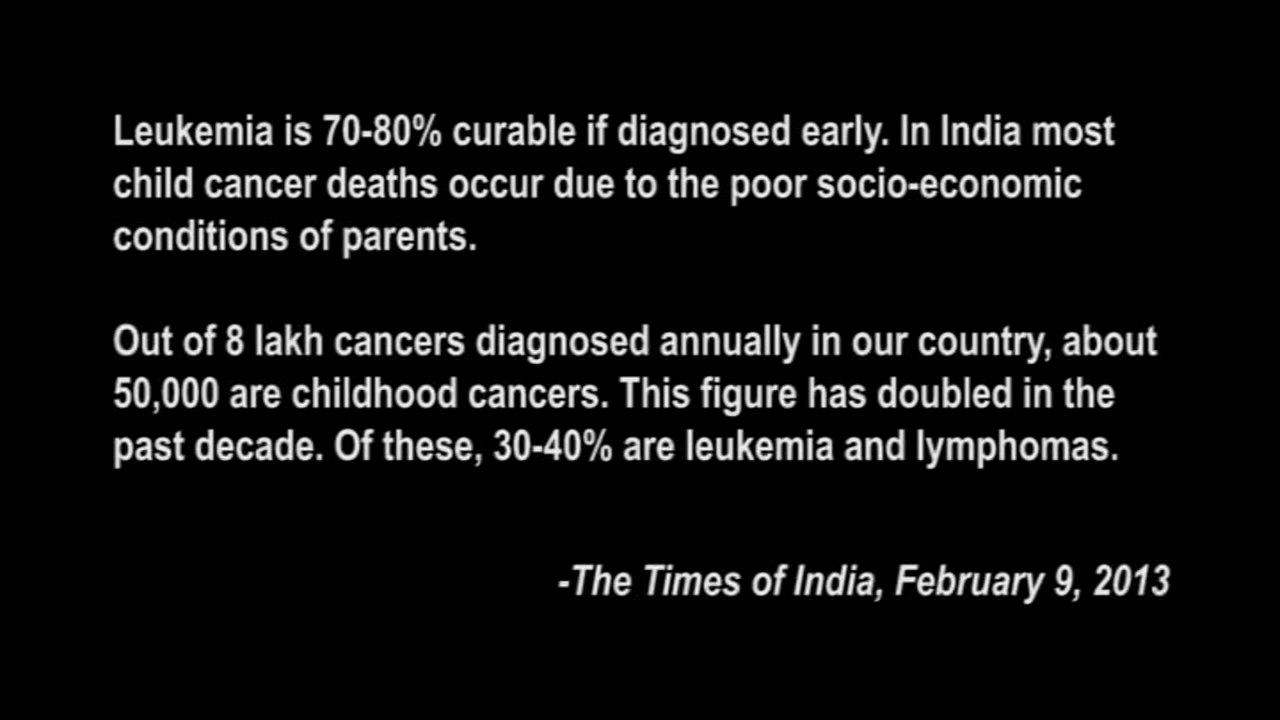 Leukemia is 70-80% curable if diagnosed early. In India most
child cancer deaths occur due to the poor socio-economic
conditions of parents.
Out of 8 lakh cancers diagnosed annually in our country, about
50,000 are childhood cancers. This figure has doubled in the
past decade. Of these, 30-40% are leukemia and lymphomas.
-The Times of India, February 9, 2013